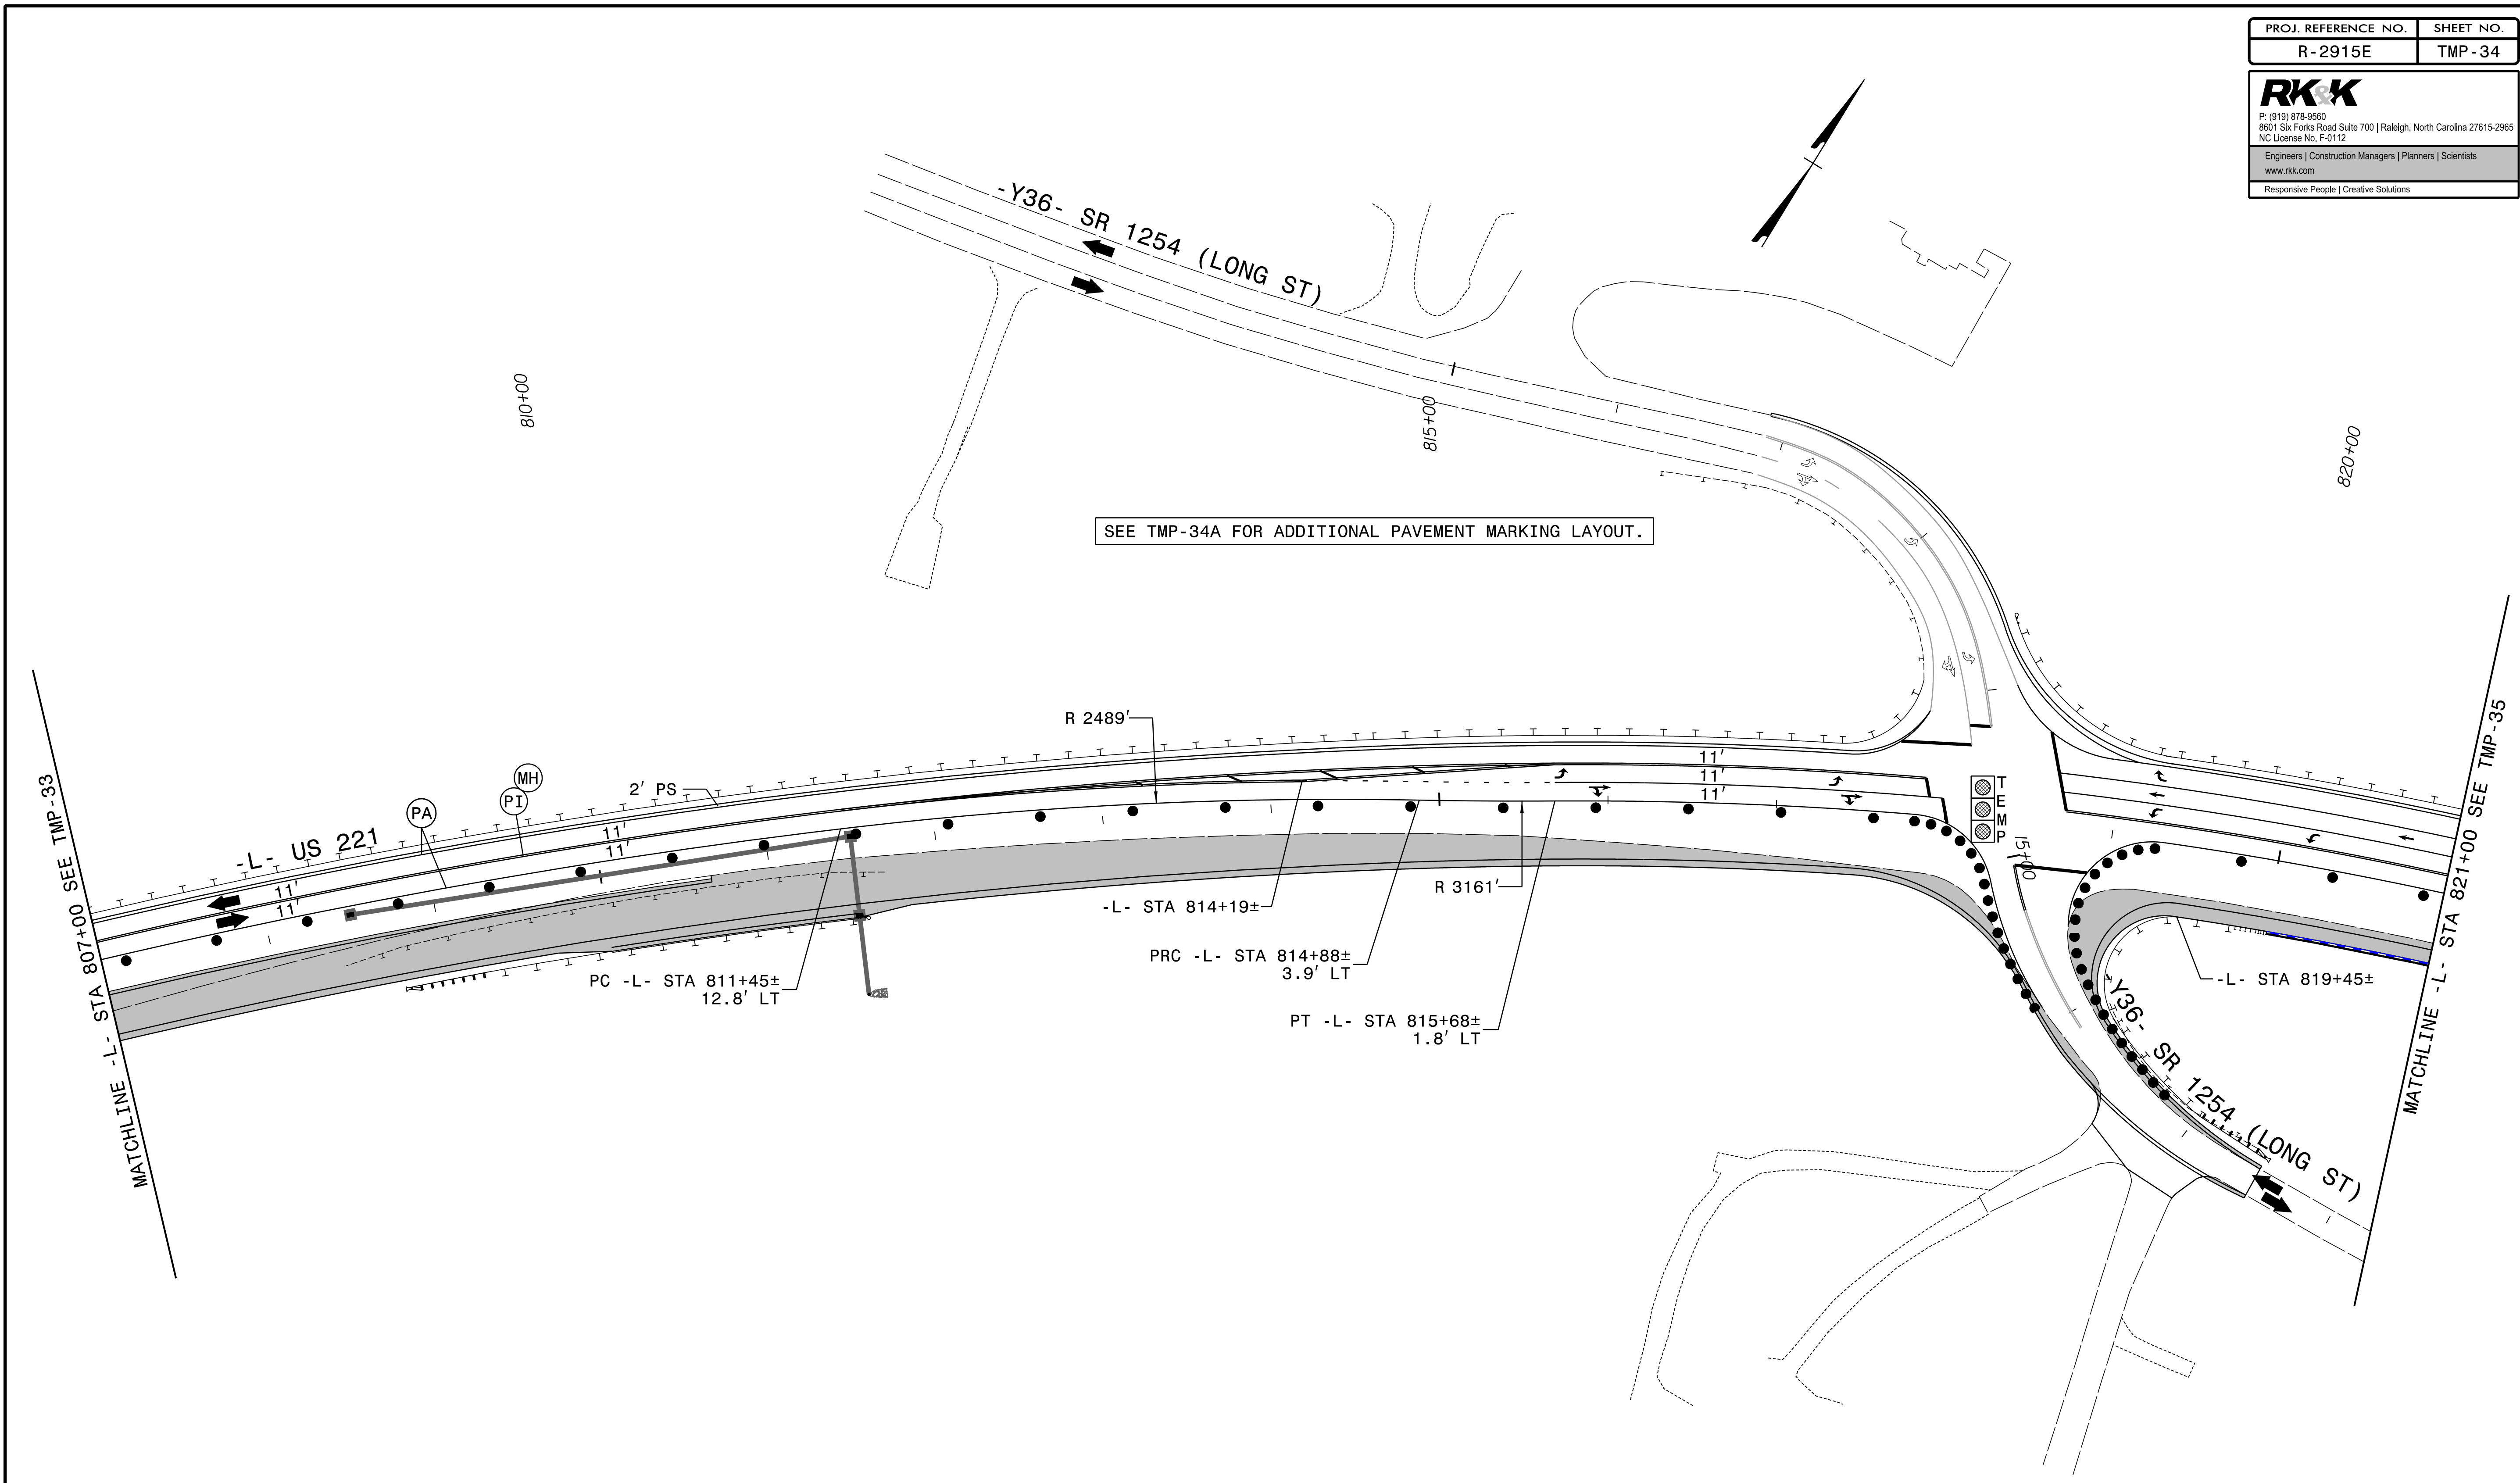 PROJ. REFERENCE NO. SHEET NO.
R-2915E TMP-34
RK&K
P: (919) 878-9560
8601 Six Forks Road Suite 700 | Raleigh, North Carolina 27615-2965
NC License No. F-0112
Engineers | Construction Managers | Planners | Scientists
www.rkk.com
Responsive People | Creative Solutions
-Y36- SR 1254 (LONG ST)
810+00
815+00
820+00
SEE TMP-34A FOR ADDITIONAL PAVEMENT MARKING LAYOUT.
R 2489'
MH
PI
PA
2' PS
-L- US 221
11'
11'
11'
11'
11'
11'
11'
TEMP
15+00
R 3161'
-L- STA 814+19±
PRC -L- STA 814+88±
3.9' LT
PC -L- STA 811+45±
12.8' LT
PT -L- STA 815+68±
1.8' LT
-L- STA 819+45±
-Y36- SR 1254 (LONG ST)
MATCHLINE -L- STA 807+00 SEE TMP-33
MATCHLINE -L- STA 821+00 SEE TMP-35